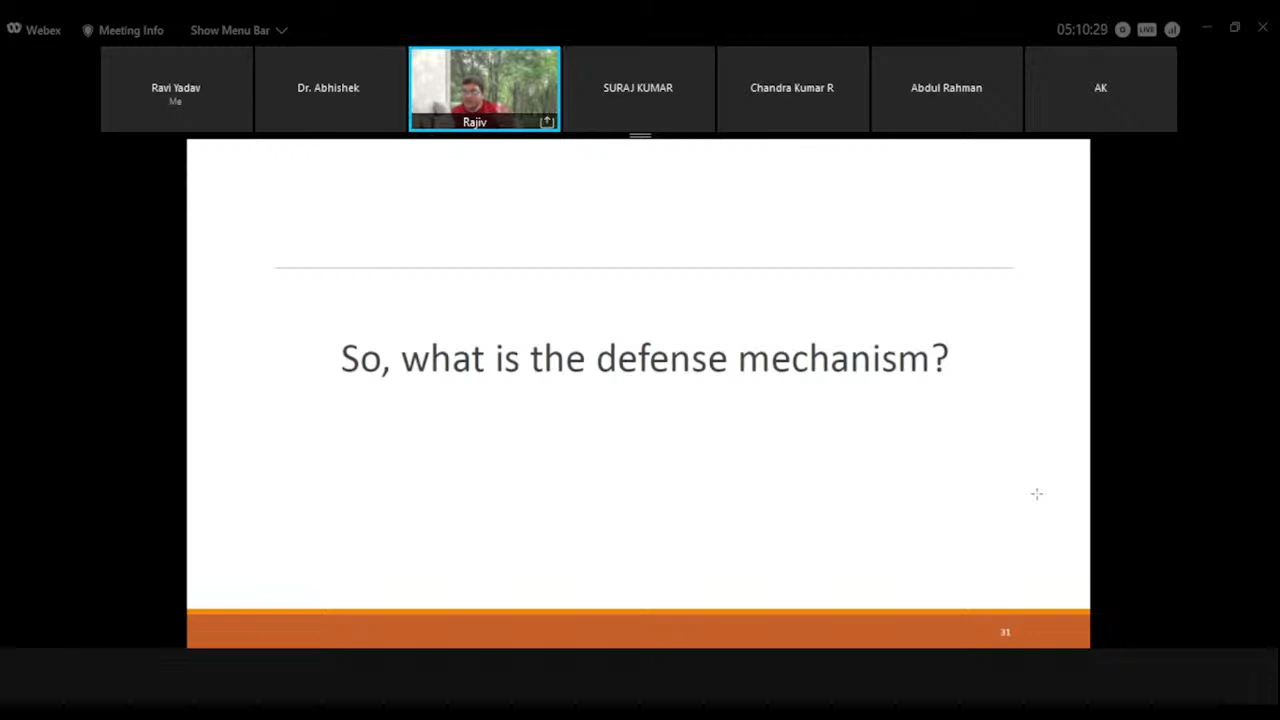 Webex
Meeting Info
Show Menu Bar
05:10:29
LIVE
Ravi Yadav
Me
Dr. Abhishek
Rajiv
SURAJ KUMAR
Chandra Kumar R
Abdul Rahman
AK
So, what is the defense mechanism?
31